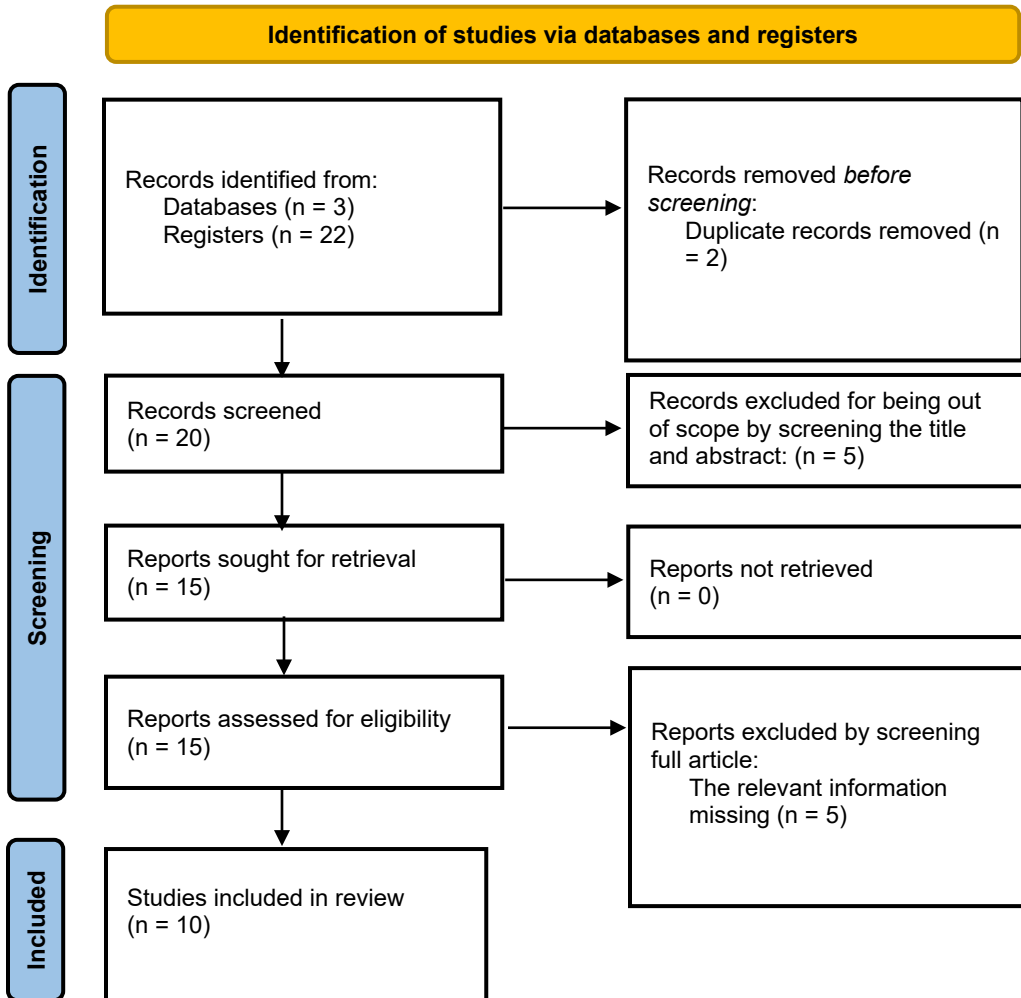 Identification of studies via databases and registers
Identification
Records identified from:
Databases (n = 3)
Registers (n = 22)
Records removed before
screening:
Duplicate records removed (n
= 2)
Screening
Records screened
(n = 20)
Records excluded for being out
of scope by screening the title
and abstract: (n = 5)
Reports sought for retrieval
(n = 15)
Reports not retrieved
(n = 0)
Reports assessed for eligibility
(n = 15)
Reports excluded by screening
full article:
The relevant information
missing (n = 5)
Included
Studies included in review
(n = 10)